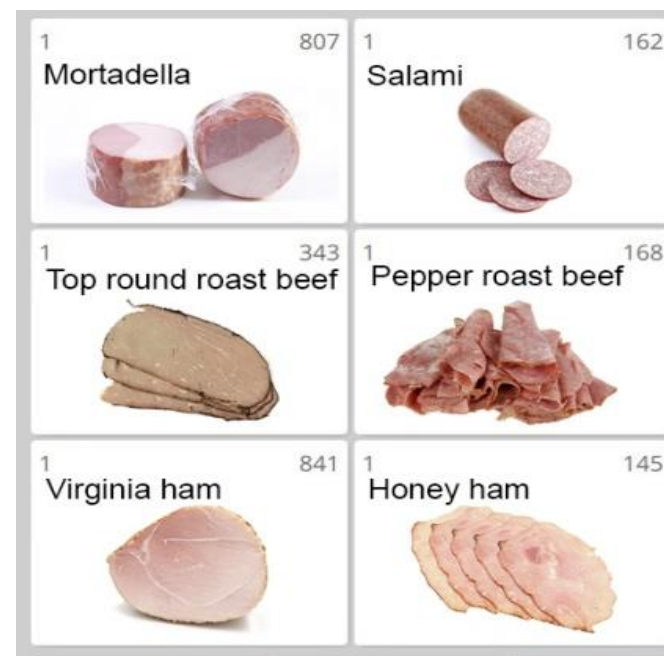 1 807
Mortadella
1 162
Salami
1 343
Top round roast beef
1 168
Pepper roast beef
1 841
Virginia ham
1 145
Honey ham